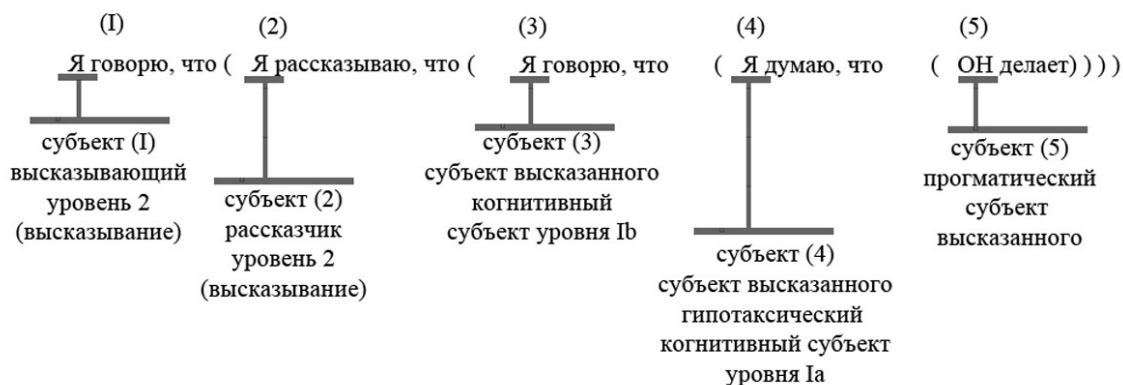 (I) (2) (3) (4) (5)
Я говорю, что ( Я рассказываю, что ( Я говорю, что ( Я думаю, что ( ОН делает) ) ) )
субъект (I)
высказывающий
уровень 2
(высказывание)
субъект (2)
рассказчик
уровень 2
(высказывание)
субъект (3)
субъект высказанного
когнитивный
субъект уровня Ib
субъект (4)
субъект высказанного
гипотаксический
когнитивный субъект
уровня Ia
субъект (5)
прогматический
субъект
высказанного